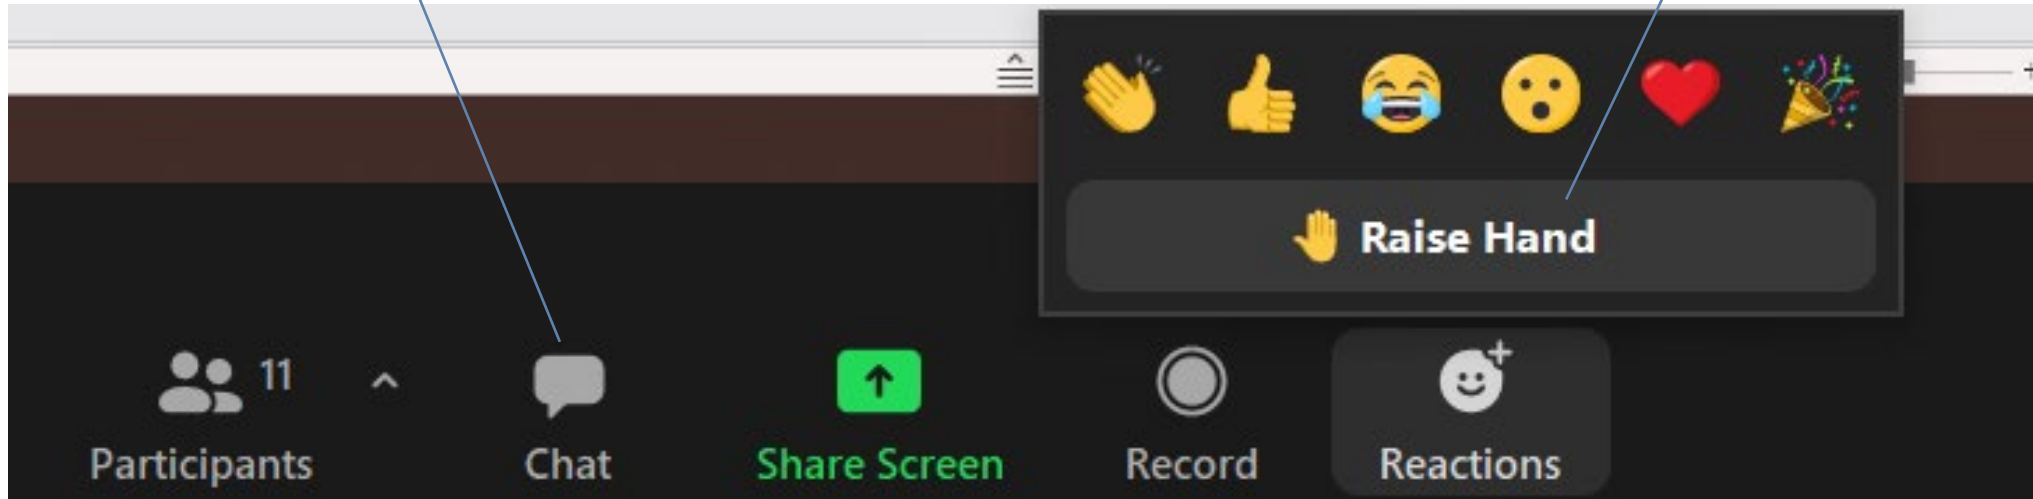 Raise Hand
11
Participants
Chat
Share Screen
Record
Reactions